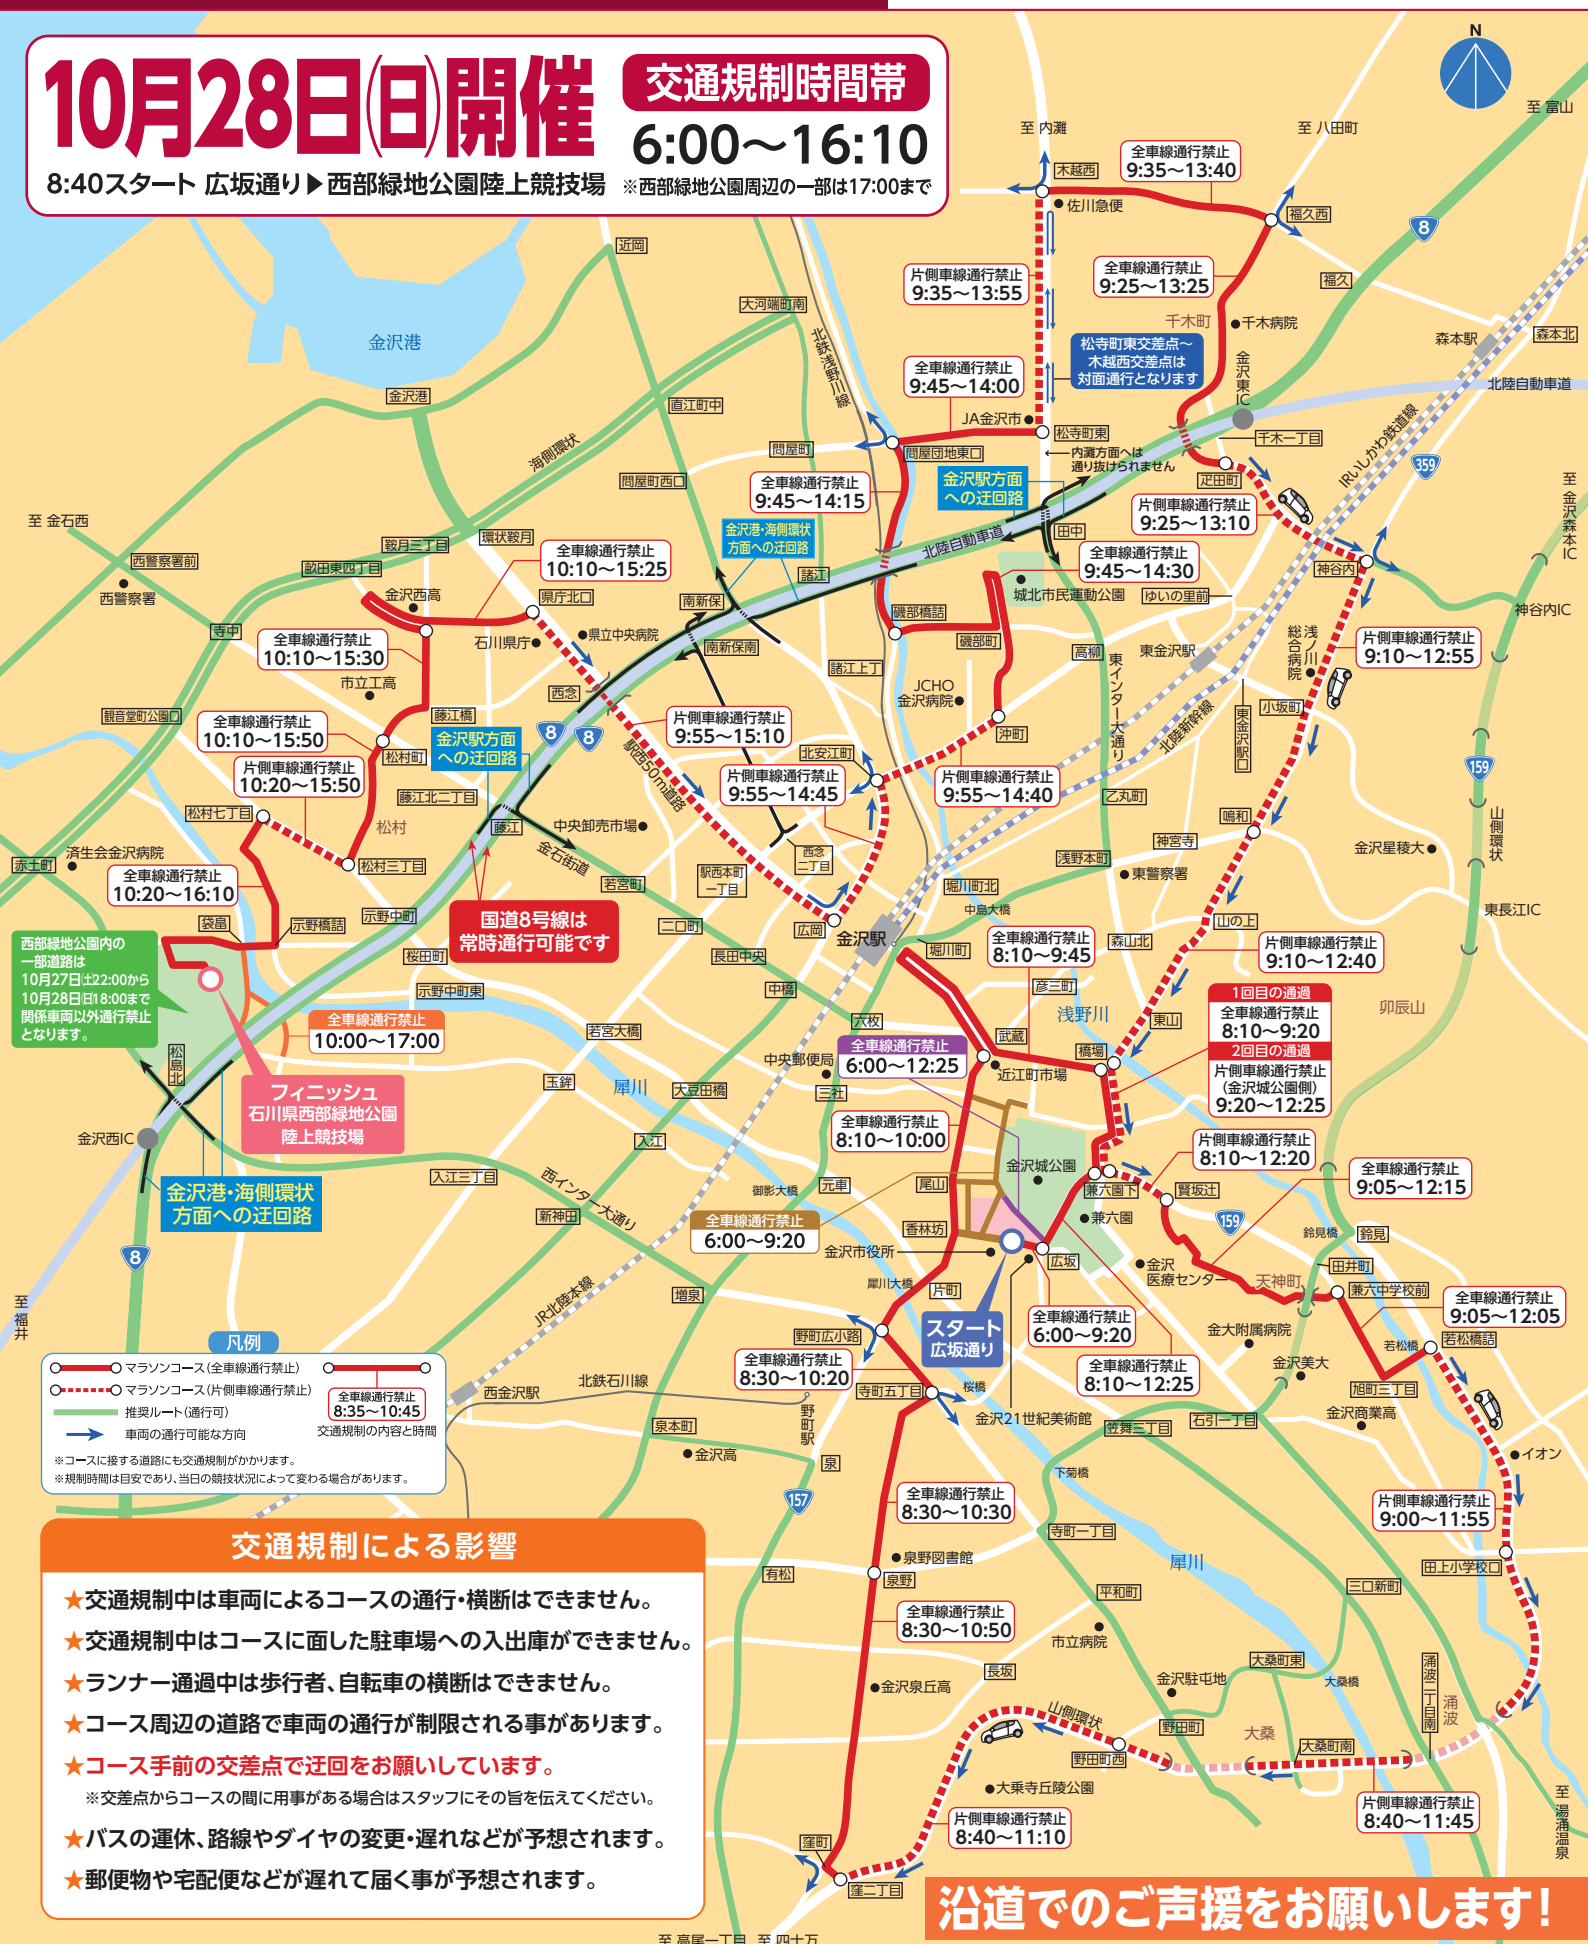 10月28日(日)開催
交通規制時間帯
6:00〜16:10
8:40スタート 広坂通り▶西部緑地公園陸上競技場
※西部緑地公園周辺の一部は17:00まで
N
至 富山
至 内灘
至 八田町
木越西
佐川急便
全車線通行禁止
9:35〜13:40
福久西
8
近岡
片側車線通行禁止
9:35〜13:55
全車線通行禁止
9:25〜13:25
福久
大河端町南
北鉄浅野川線
千木町
千木病院
金沢港
松寺町東交差点〜
木越西交差点は
対面通行となります
森本駅
森本北
金沢東IC
北陸自動車道
金沢港
全車線通行禁止
9:45〜14:00
直江町中
JA金沢市
松寺町東
IRいしかわ鉄道線
海側環状
問屋町
問屋団地東口
←内灘方面へは
通り抜けられません
千木一丁目
359
問屋町西口
全車線通行禁止
9:45〜14:15
金沢駅方面
への迂回路
疋田町
至 金沢森本IC
片側車線通行禁止
9:25〜13:10
至 金石西
金沢港・海側環状
方面への迂回路
北陸自動車道
田中
環状鞍月
鞍月三丁目
西警察署前
全車線通行禁止
10:10〜15:25
全車線通行禁止
9:45〜14:30
畝田東四丁目
諸江
神谷内
西警察署
金沢西高
県庁北口
南新保
城北市民運動公園
ゆいの里前
神谷内IC
磯部橋詰
寺中
石川県庁
県立中央病院
磯部町
全車線通行禁止
10:10〜15:30
南新保南
諸江上丁
高柳
東金沢駅
浅ノ川
総合病院
片側車線通行禁止
9:10〜12:55
市立工高
西念
JCHO
金沢病院
東インター大通り
観音堂町公園口
全車線通行禁止
10:10〜15:50
藤江橋
金沢駅方面
への迂回路
8
8
片側車線通行禁止
9:55〜15:10
沖町
北陸新幹線
小坂町
東金沢駅口
松村町
駅西50m道路
北安江町
片側車線通行禁止
10:20〜15:50
片側車線通行禁止
9:55〜14:45
片側車線通行禁止
9:55〜14:40
159
藤江北二丁目
乙丸町
松村七丁目
松村
藤江
中央卸売市場
鳴和
山側環状
金石街道
神宮寺
金沢星稜大
済生会金沢病院
赤土町
松村三丁目
西念
二丁目
浅野本町
全車線通行禁止
10:20〜16:10
若宮町
駅西本町
一丁目
堀川町北
東警察署
中島大橋
東長江IC
袋畠
示野橋詰
示野中町
国道8号線は
常時通行可能です
二口町
広岡
金沢駅
山の上
西部緑地公園内の
一部道路は
10月27日(土)22:00から
10月28日(日)18:00まで
関係車両以外通行禁止
となります。
堀川町
全車線通行禁止
8:10〜9:45
森山北
片側車線通行禁止
9:10〜12:40
桜田町
長田中央
示野中町東
中橋
彦三町
1回目の通過
全車線通行禁止
8:10〜9:20
2回目の通過
片側車線通行禁止
(金沢城公園側)
9:20〜12:25
浅野川
卯辰山
全車線通行禁止
10:00〜17:00
若宮大橋
六枚
東山
武蔵
橋場
松島北
中央郵便局
全車線通行禁止
6:00〜12:25
近江町市場
フィニッシュ
石川県西部緑地公園
陸上競技場
玉鉾
犀川
大豆田橋
三社
全車線通行禁止
8:10〜10:00
金沢西IC
入江
片側車線通行禁止
8:10〜12:20
金沢城公園
入江三丁目
西インター大通り
御影大橋
元車
尾山
兼六園下
賢坂辻
全車線通行禁止
9:05〜12:15
金沢港・海側環状
方面への迂回路
新神田
全車線通行禁止
6:00〜9:20
香林坊
兼六園
159
鈴見橋
鈴見
8
金沢市役所
広坂
金沢
医療センター
田井町
犀川大橋
片町
天神町
兼六中学校前
至 福井
JR北陸本線
増泉
スタート
広坂通り
全車線通行禁止
6:00〜9:20
全車線通行禁止
9:05〜12:05
野町広小路
金大附属病院
若松橋
若松橋詰
全車線通行禁止
8:30〜10:20
全車線通行禁止
8:10〜12:25
金沢美大
凡例
マラソンコース(全車線通行禁止)
マラソンコース(片側車線通行禁止)
推奨ルート(通行可)
車両の通行可能な方向
全車線通行禁止
8:35〜10:45
交通規制の内容と時間
※コースに接する道路にも交通規制がかかります。
※規制時間は目安であり、当日の競技状況によって変わる場合があります。
西金沢駅
北鉄石川線
野町駅
寺町五丁目
桜橋
旭町三丁目
金沢21世紀美術館
笠舞三丁目
石引一丁目
金沢商業高
泉本町
金沢高
泉
イオン
下菊橋
157
全車線通行禁止
8:30〜10:30
片側車線通行禁止
9:00〜11:55
寺町一丁目
犀川
有松
泉野図書館
泉野
田上小学校口
平和町
三口新町
全車線通行禁止
8:30〜10:50
市立病院
長坂
大桑町東
涌波二丁目南
金沢泉丘高
金沢駐屯地
大桑橋
涌波
山側環状
野田町
大桑
野田町西
大桑町南
大乗寺丘陵公園
片側車線通行禁止
8:40〜11:10
片側車線通行禁止
8:40〜11:45
至 湯涌温泉
窪町
窪二丁目
交通規制による影響
★交通規制中は車両によるコースの通行・横断はできません。
★交通規制中はコースに面した駐車場への入出庫ができません。
★ランナー通過中は歩行者、自転車の横断はできません。
★コース周辺の道路で車両の通行が制限される事があります。
★コース手前の交差点で迂回をお願いしています。
※交差点からコースの間に用事がある場合はスタッフにその旨を伝えてください。
★バスの運休、路線やダイヤの変更・遅れなどが予想されます。
★郵便物や宅配便などが遅れて届く事が予想されます。
沿道でのご声援をお願いします!
至 高尾一丁目 至 四十万